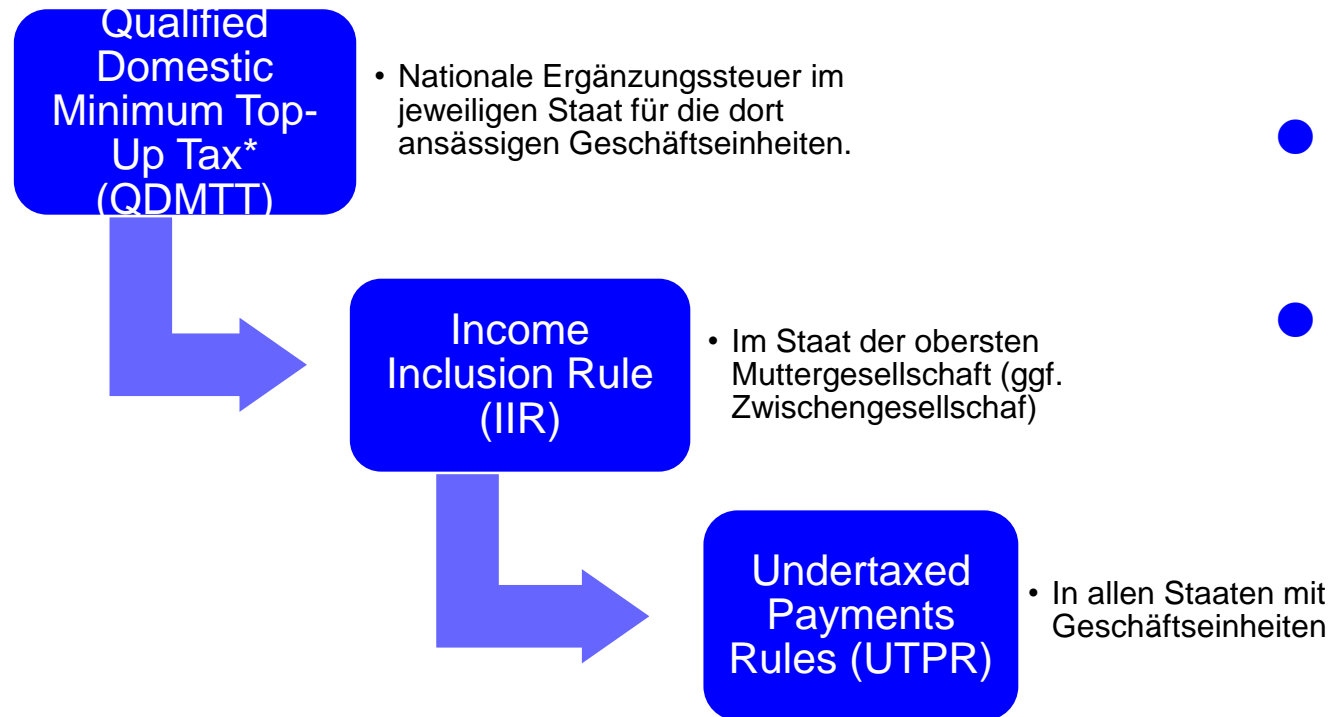 Qualified
Domestic
Minimum Top-
Up Tax*
(QDMTT)
• Nationale Ergänzungssteuer im
jeweiligen Staat für die dort
ansässigen Geschäftseinheiten.
Income
Inclusion Rule
(IIR)
• Im Staat der obersten
Muttergesellschaft (ggf.
Zwischengesellschaf)
Undertaxed
Payments
Rules (UTPR)
• In allen Staaten mit
Geschäftseinheiten